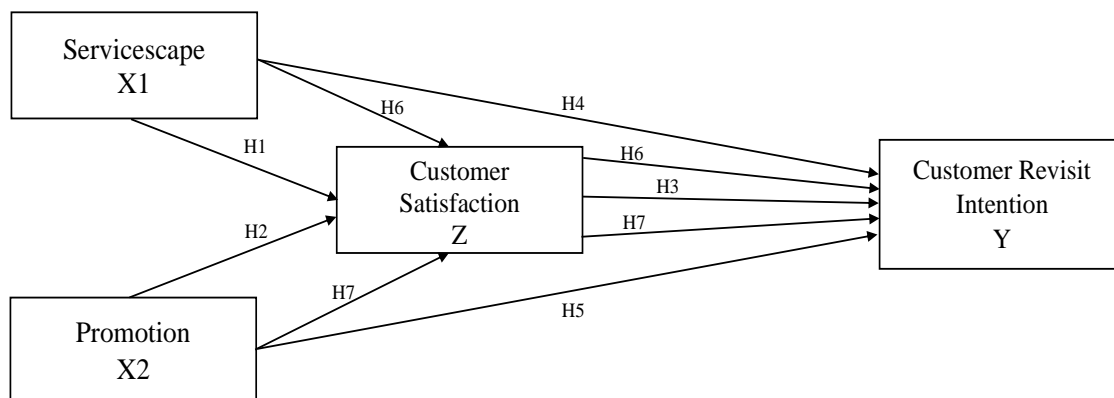 Servicescape
X1
H4
H6
H1
H6
Customer
Satisfaction
Z
H3
Customer Revisit
Intention
Y
H2
H7
H7
H5
Promotion
X2